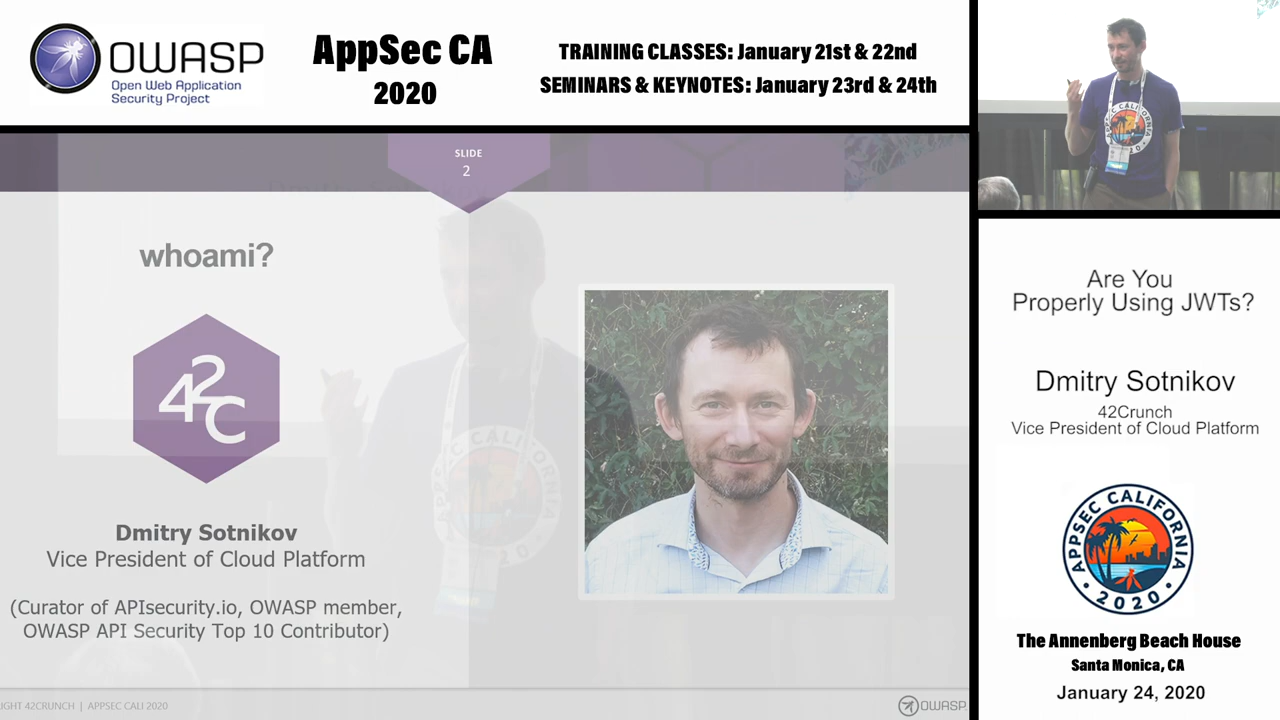 OWASP
Open Web Application
Security Project
AppSec CA
2020
TRAINING CLASSES: January 21st & 22nd
SEMINARS & KEYNOTES: January 23rd & 24th
SLIDE
2
whoami?
42C
Dmitry Sotnikov
Vice President of Cloud Platform
(Curator of APIsecurity.io, OWASP member,
OWASP API Security Top 10 Contributor)
IGHT 42CRUNCH | APPSEC CALI 2020
OWASP
APPSEC CALIFORNIA
2020
Are You
Properly Using JWTs?
Dmitry Sotnikov
42Crunch
Vice President of Cloud Platform
APPSEC CALIFORNIA
• 2020 •
The Annenberg Beach House
Santa Monica, CA
January 24, 2020